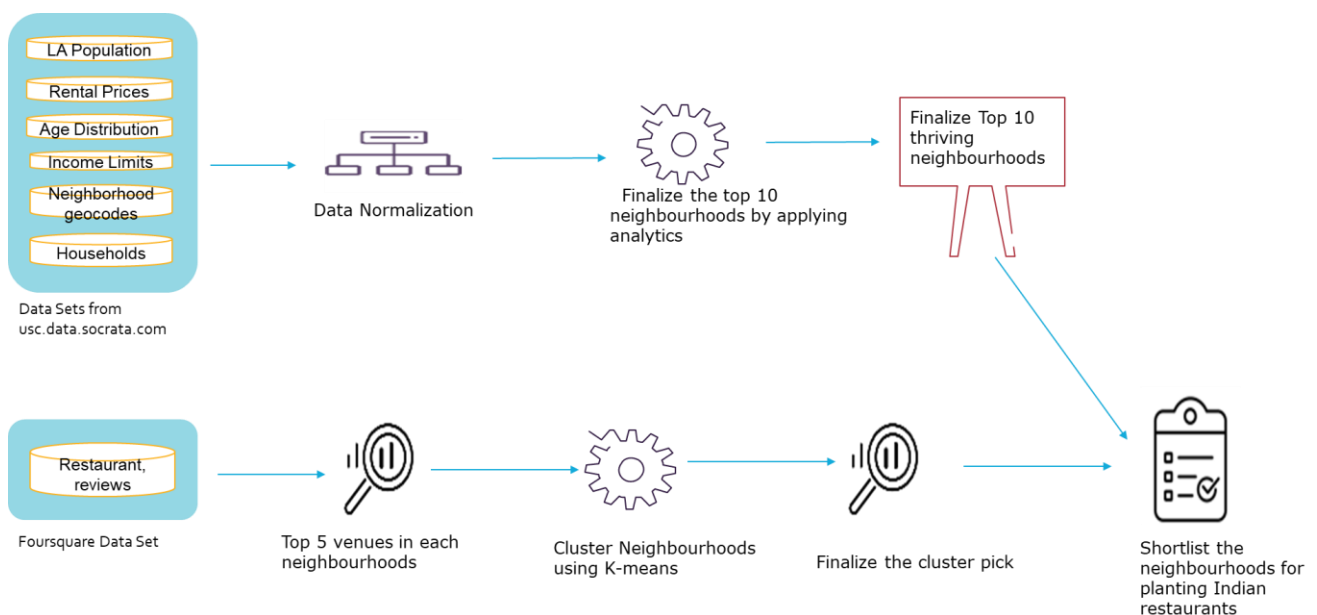 LA Population
Rental Prices
Age Distribution
Income Limits
Neighborhood
geocodes
Households
Data Sets from
usc.data.socrata.com
Data Normalization
Finalize the top 10
neighbourhoods by applying
analytics
Finalize Top 10
thriving
neighbourhoods
Restaurant,
reviews
Foursquare Data Set
Top 5 venues in each
neighbourhoods
Cluster Neighbourhoods
using K-means
Finalize the cluster pick
Shortlist the
neighbourhoods for
planting Indian
restaurants